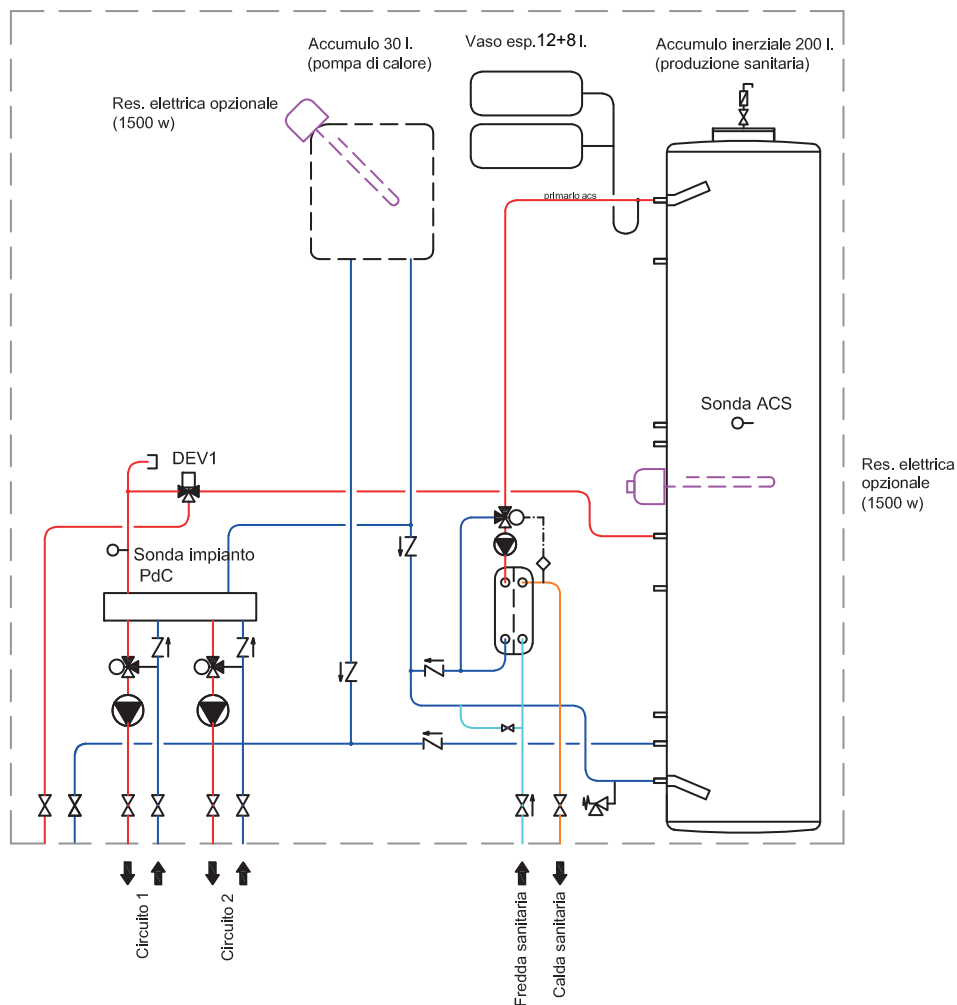 Accumulo 30 l.
(pompa di calore)
Vaso esp.12+8 l.
Accumulo inerziale 200 l.
(produzione sanitaria)
Res. elettrica opzionale
(1500 w)
primario acs
Sonda ACS
DEV1
Res. elettrica
opzionale
(1500 w)
Sonda impianto
PdC
Circuito 1
Circuito 2
Fredda sanitaria
Calda sanitaria